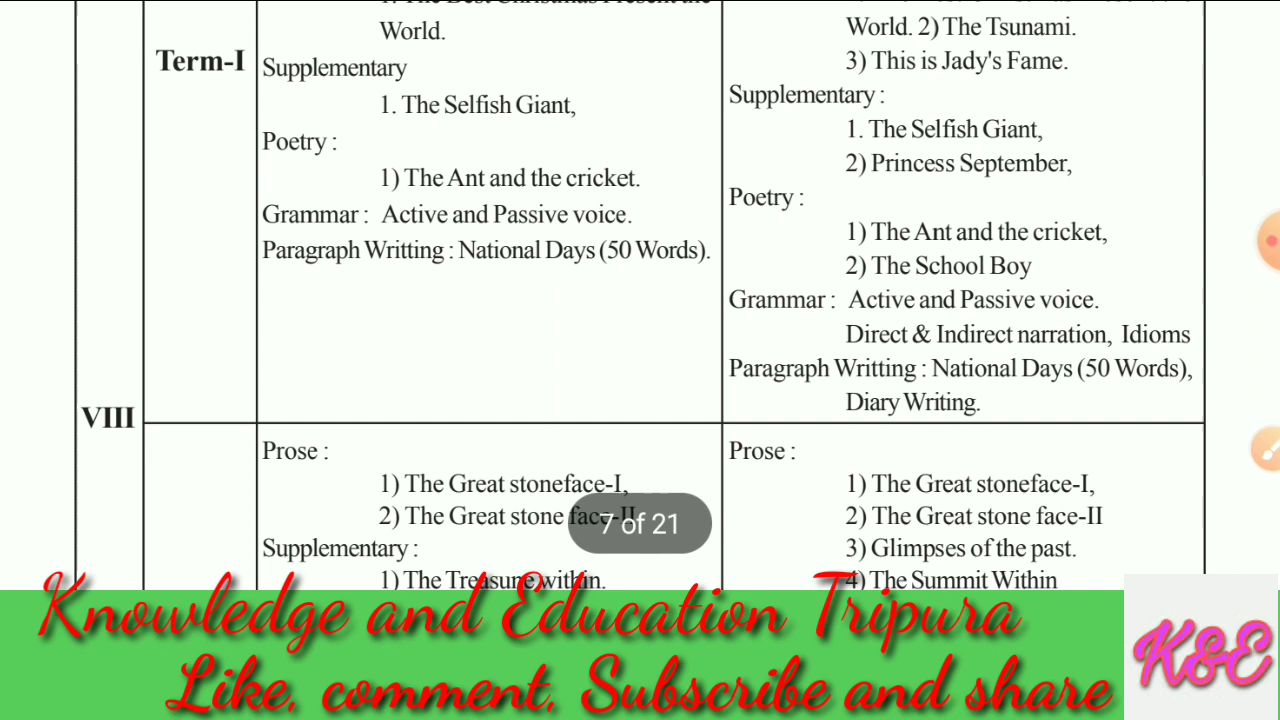 World.
Term-I
Supplementary
1. The Selfish Giant,
Poetry :
1) The Ant and the cricket.
Grammar : Active and Passive voice.
Paragraph Writting : National Days (50 Words).
World. 2) The Tsunami.
3) This is Jady's Fame.
Supplementary :
1. The Selfish Giant,
2) Princess September,
Poetry :
1) The Ant and the cricket,
2) The School Boy
Grammar : Active and Passive voice.
Direct & Indirect narration, Idioms
Paragraph Writting : National Days (50 Words),
Diary Writing.
VIII
Prose :
1) The Great stoneface-I,
2) The Great stone face-II
Supplementary :
1) The Treasure within.
Prose :
1) The Great stoneface-I,
2) The Great stone face-II
3) Glimpses of the past.
4) The Summit Within
7 of 21
Knowledge and Education Tripura
Like, comment, Subscribe and share
K&E